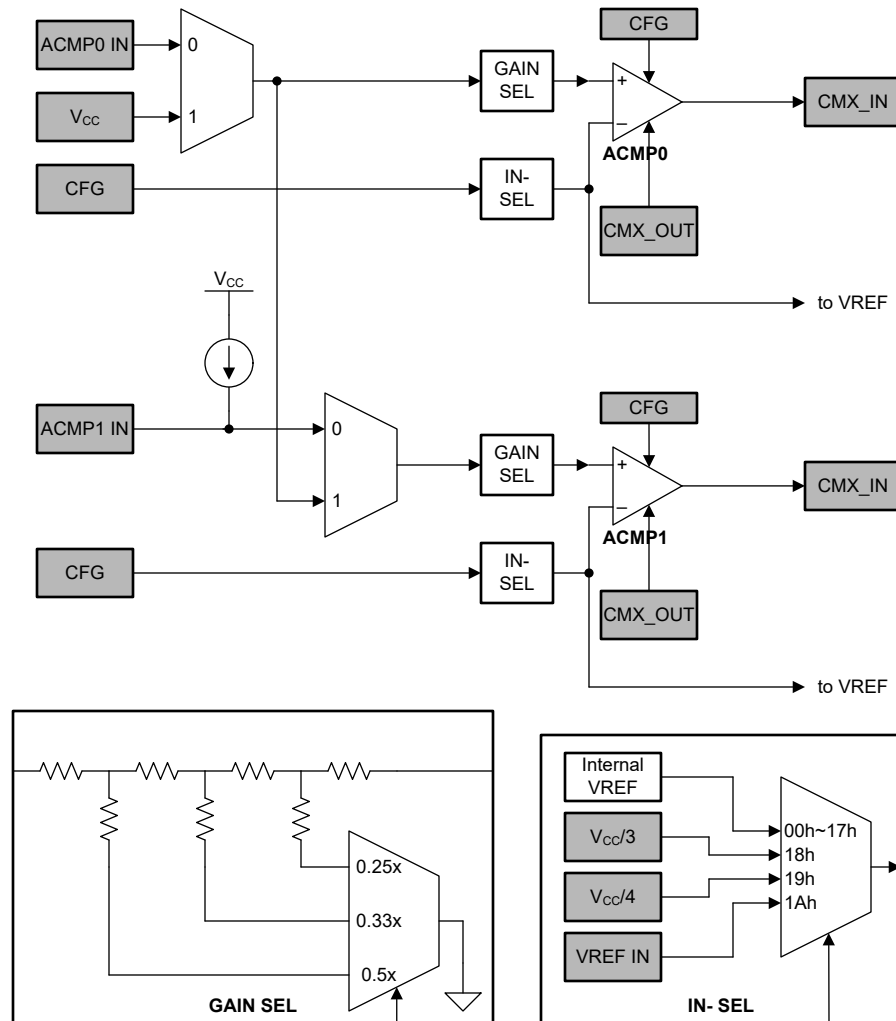 ACMP0 IN
0
GAIN
SEL
CFG
+
CMX_IN
VCC
1
–
ACMP0
CFG
IN-
SEL
CMX_OUT
VCC
to VREF
ACMP1 IN
0
GAIN
SEL
CFG
+
CMX_IN
1
–
ACMP1
CFG
IN-
SEL
CMX_OUT
to VREF
0.25x
0.33x
0.5x
GAIN SEL
Internal
VREF
00h~17h
VCC/3
18h
19h
VCC/4
1Ah
VREF IN
IN- SEL